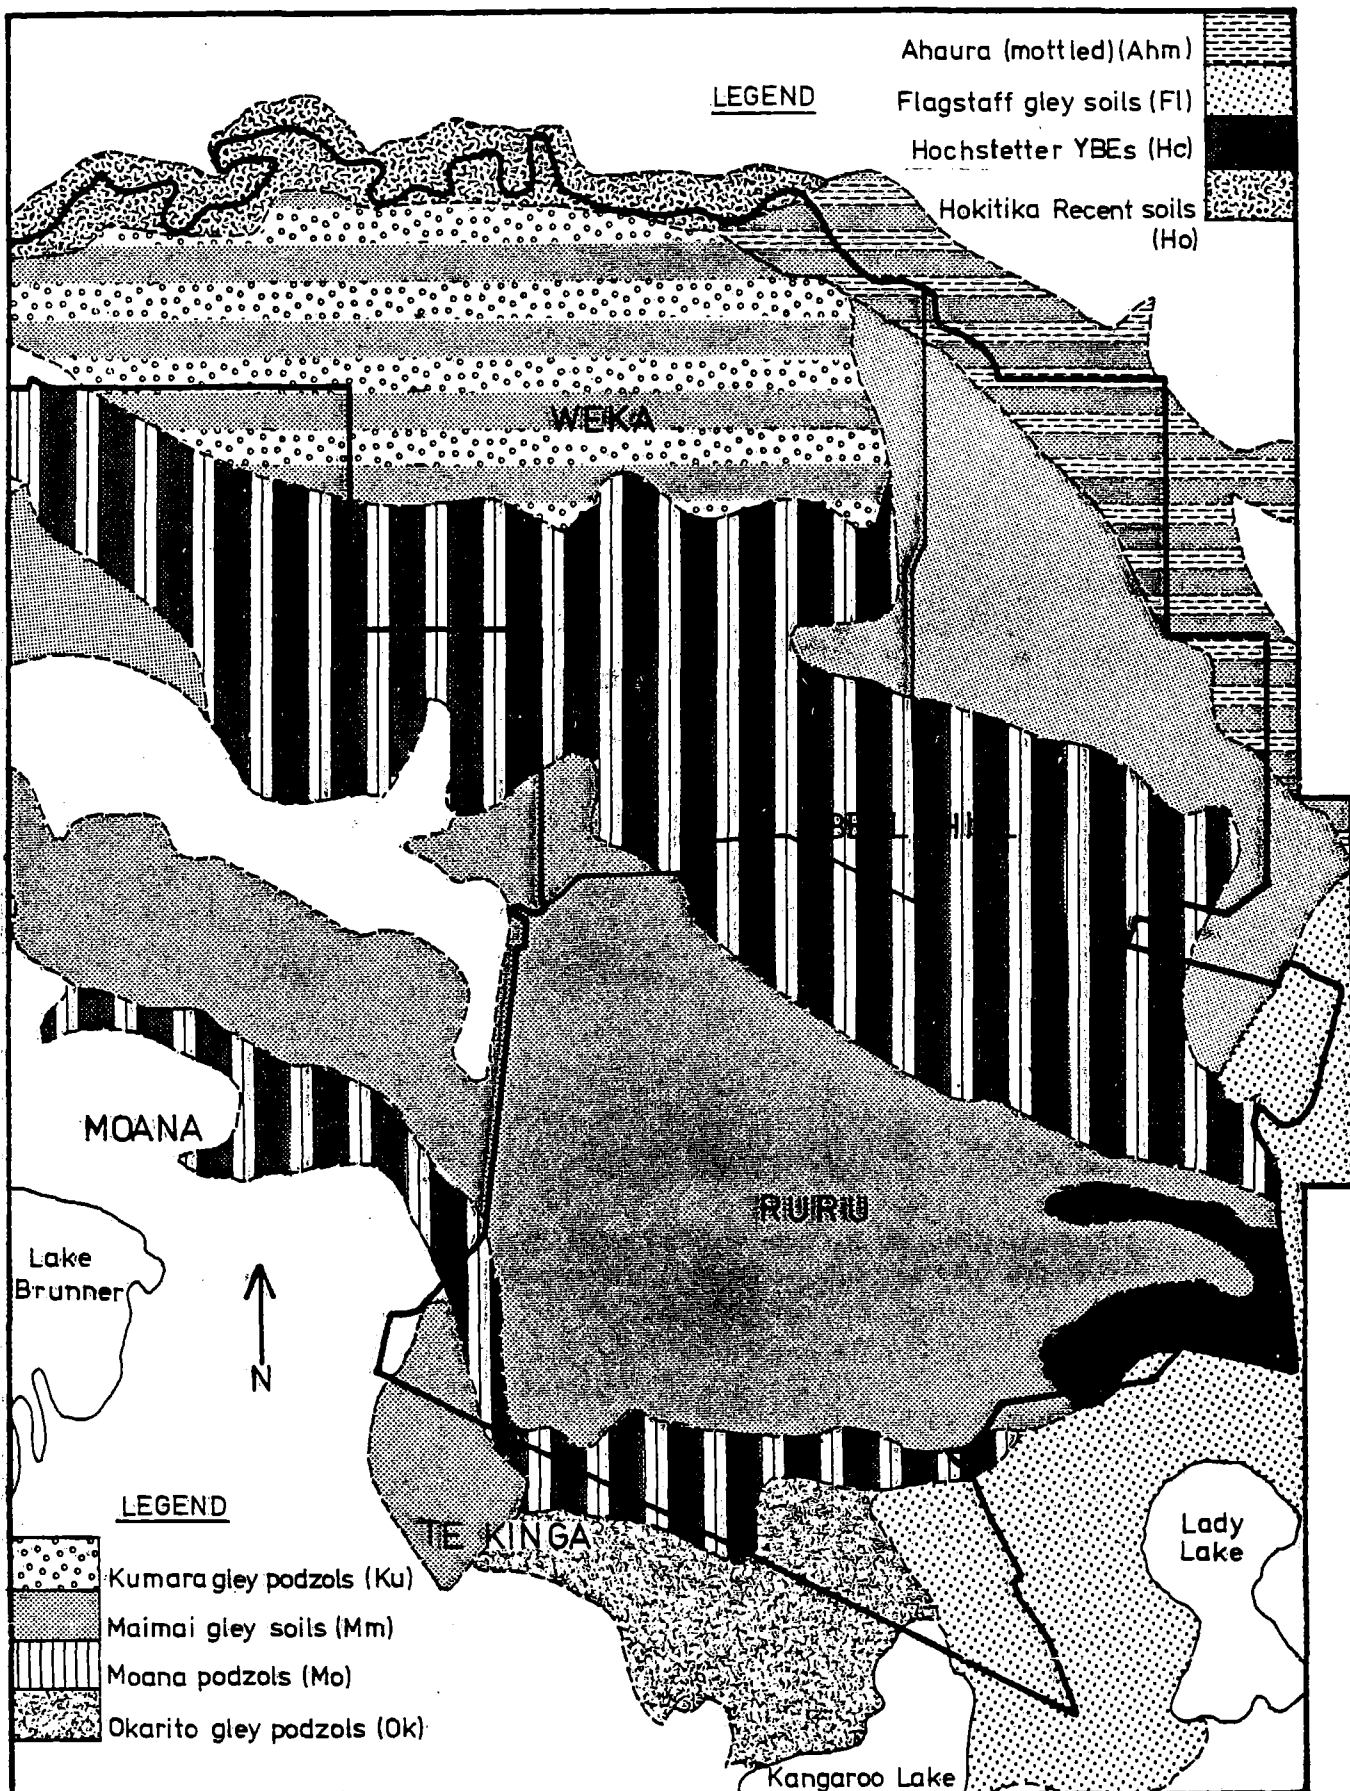 LEGEND
Ahaura (mottled)(Ahm)
Flagstaff gley soils (Fl)
Hochstetter YBEs (Hc)
Hokitika Recent soils
(Ho)
WEKA
MOANA
RURU
Lake
Brunner
N
LEGEND
Kumara gley podzols (Ku)
Maimai gley soils (Mm)
Moana podzols (Mo)
Okarito gley podzols (Ok)
TE KINGA
Lady
Lake
Kangaroo Lake